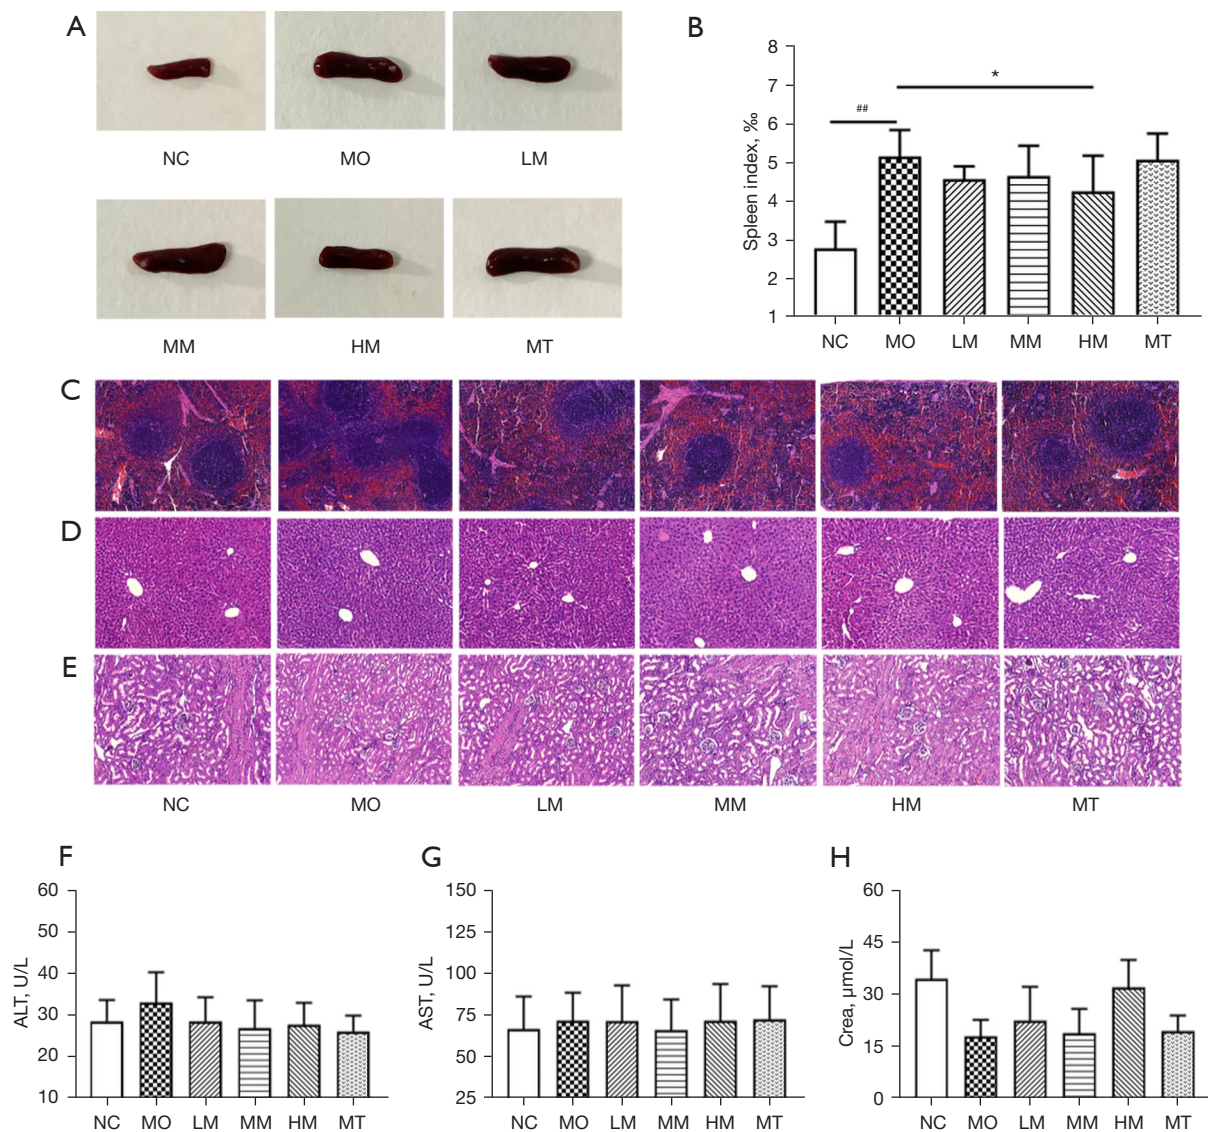 A
NC
MO
LM
MM
HM
MT
B
Spleen index, ‰
8
7
6
5
4
3
2
1
##
*
NC
MO
LM
MM
HM
MT
C
D
E
NC
MO
LM
MM
HM
MT
F
ALT, U/L
60
50
40
30
20
10
NC
MO
LM
MM
HM
MT
G
AST, U/L
150
125
100
75
50
25
NC
MO
LM
MM
HM
MT
H
Crea, μmol/L
60
45
30
15
0
NC
MO
LM
MM
HM
MT